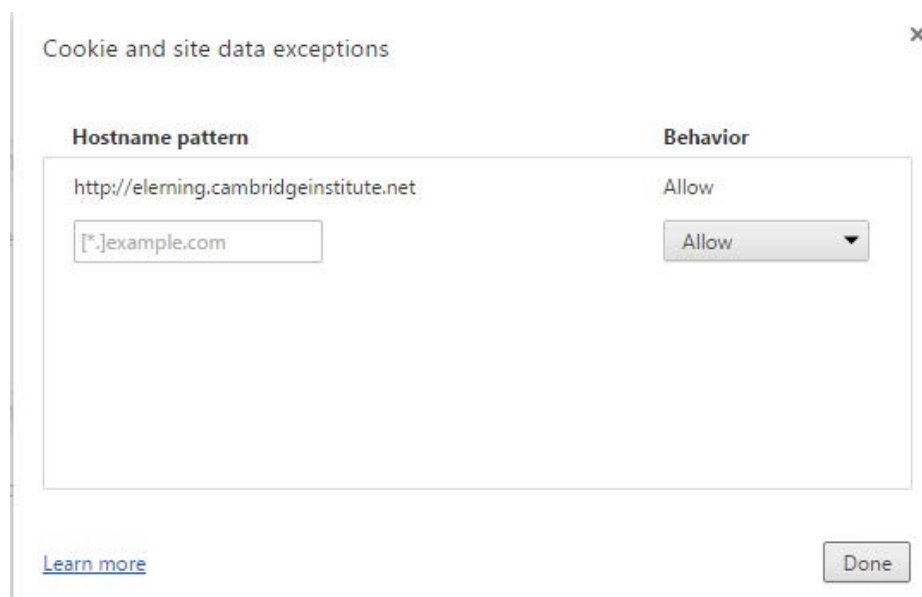 Cookie and site data exceptions
Hostname pattern Behavior
http://elerning.cambridgeinstitute.net Allow
[*.]example.com Allow
Learn more Done